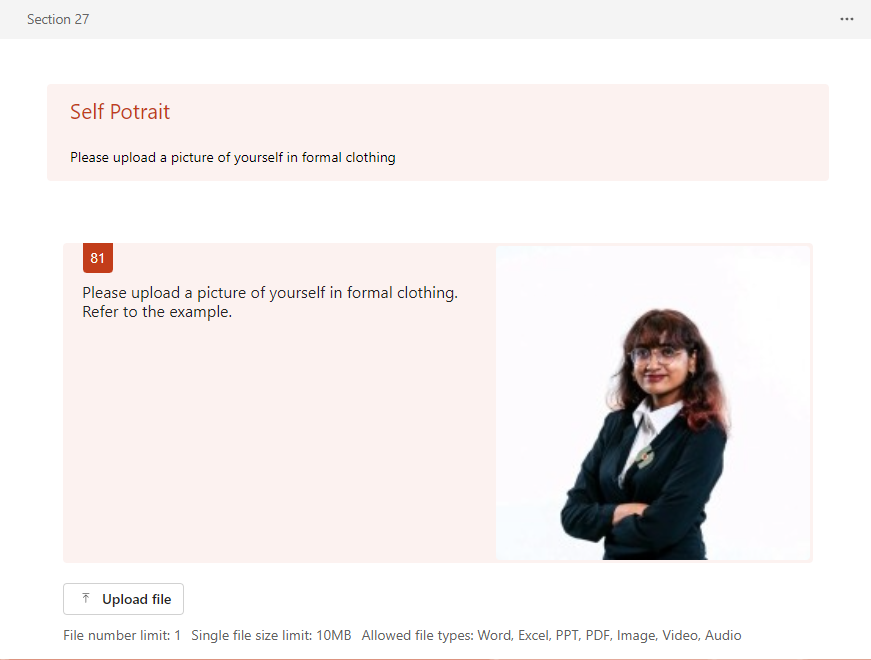 Section 27
Self Potrait
Please upload a picture of yourself in formal clothing
81
Please upload a picture of yourself in formal clothing.
Refer to the example.
Upload file
File number limit: 1 Single file size limit: 10MB Allowed file types: Word, Excel, PPT, PDF, Image, Video, Audio